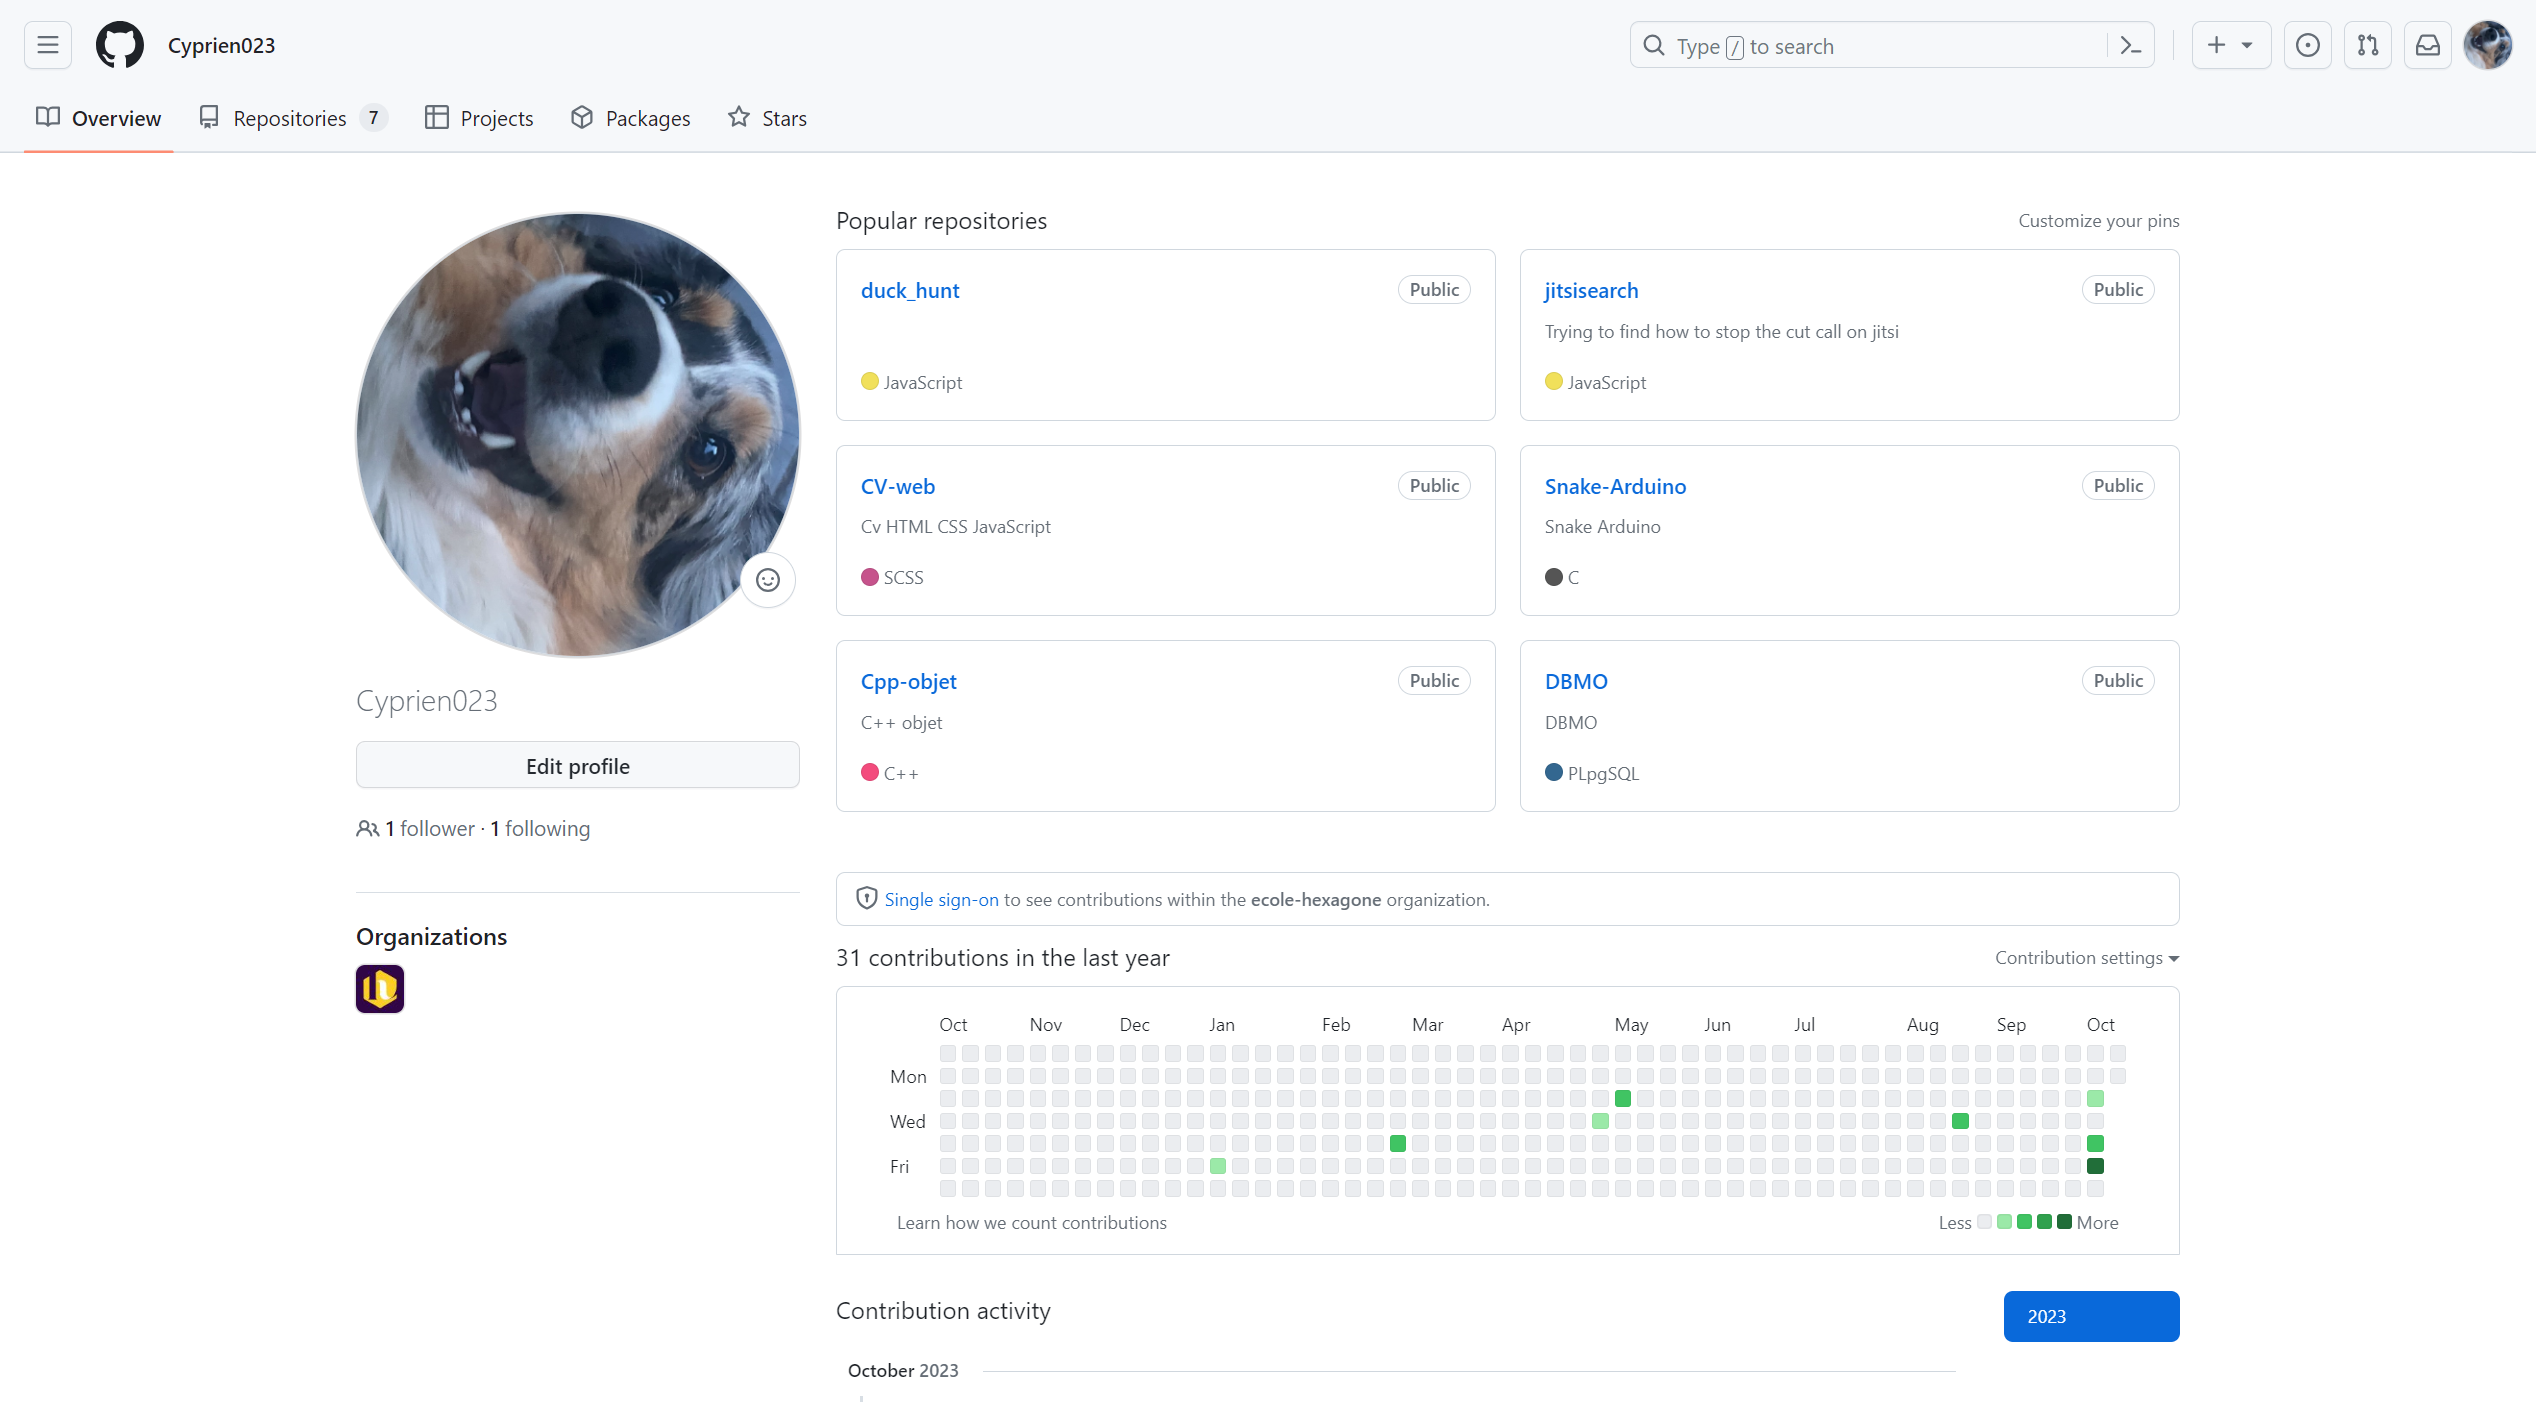 Cyprien023
Type / to search
Overview
Repositories 7
Projects
Packages
Stars
Cyprien023
Edit profile
1 follower · 1 following
Organizations
Popular repositories
Customize your pins
duck_hunt
Public
JavaScript
jitsisearch
Public
Trying to find how to stop the cut call on jitsi
JavaScript
CV-web
Public
Cv HTML CSS JavaScript
SCSS
Snake-Arduino
Public
Snake Arduino
C
Cpp-objet
Public
C++ objet
C++
DBMO
Public
DBMO
PLpgSQL
Single sign-on to see contributions within the ecole-hexagone organization.
31 contributions in the last year
Contribution settings
Oct Nov Dec Jan Feb Mar Apr May Jun Jul Aug Sep Oct
Mon
Wed
Fri
Learn how we count contributions
Less More
Contribution activity
2023
October 2023